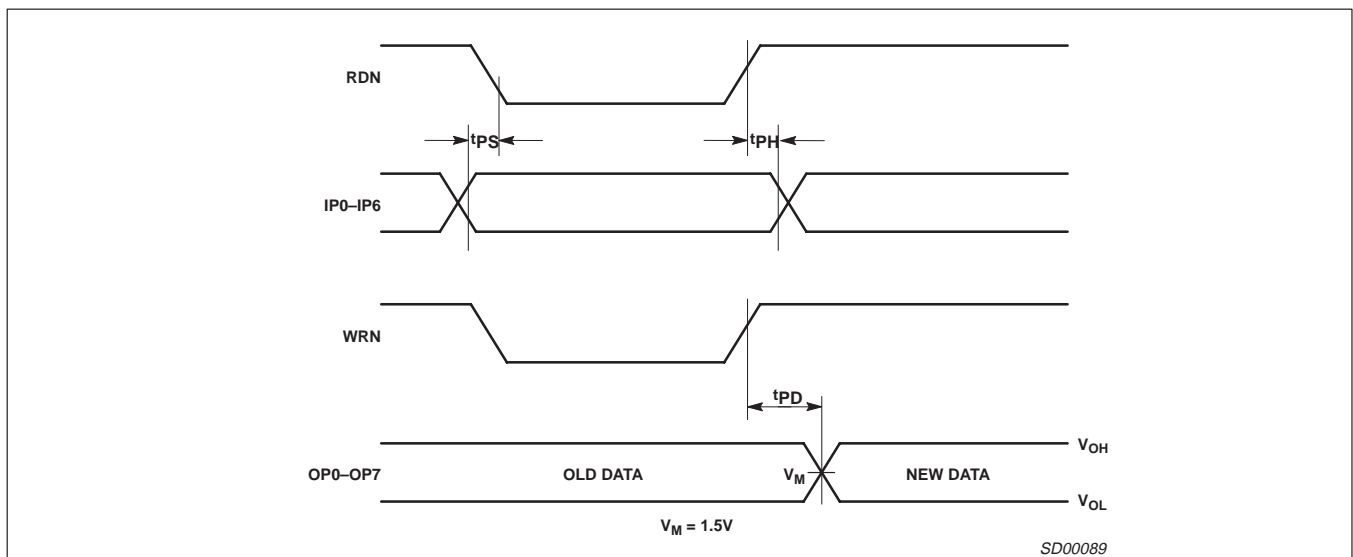 RDN
tPS
tPH
IP0–IP6
WRN
tPD
VOH
OP0–OP7 OLD DATA VM NEW DATA
VOL
VM = 1.5V
SD00089